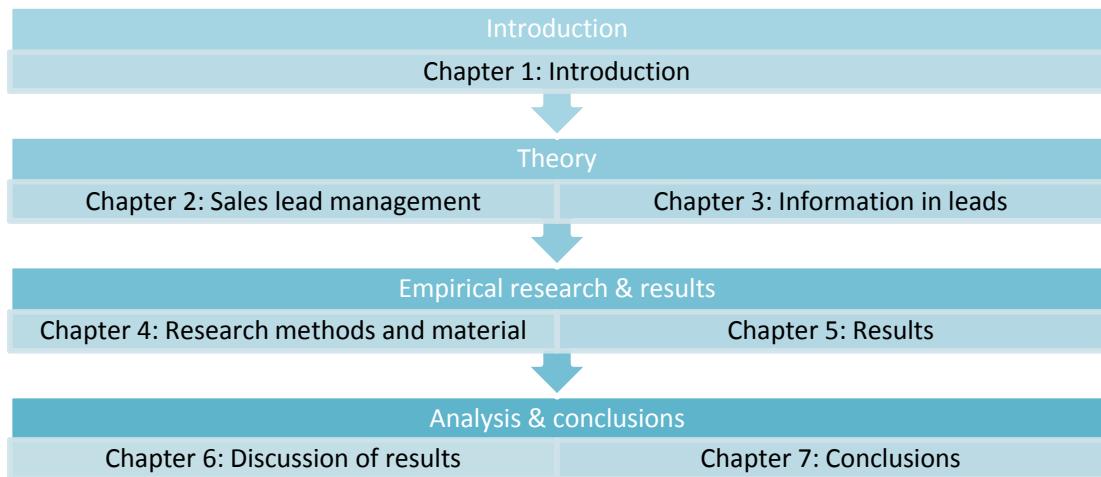 Introduction
Chapter 1: Introduction
Theory
Chapter 2: Sales lead management
Chapter 3: Information in leads
Empirical research & results
Chapter 4: Research methods and material
Chapter 5: Results
Analysis & conclusions
Chapter 6: Discussion of results
Chapter 7: Conclusions